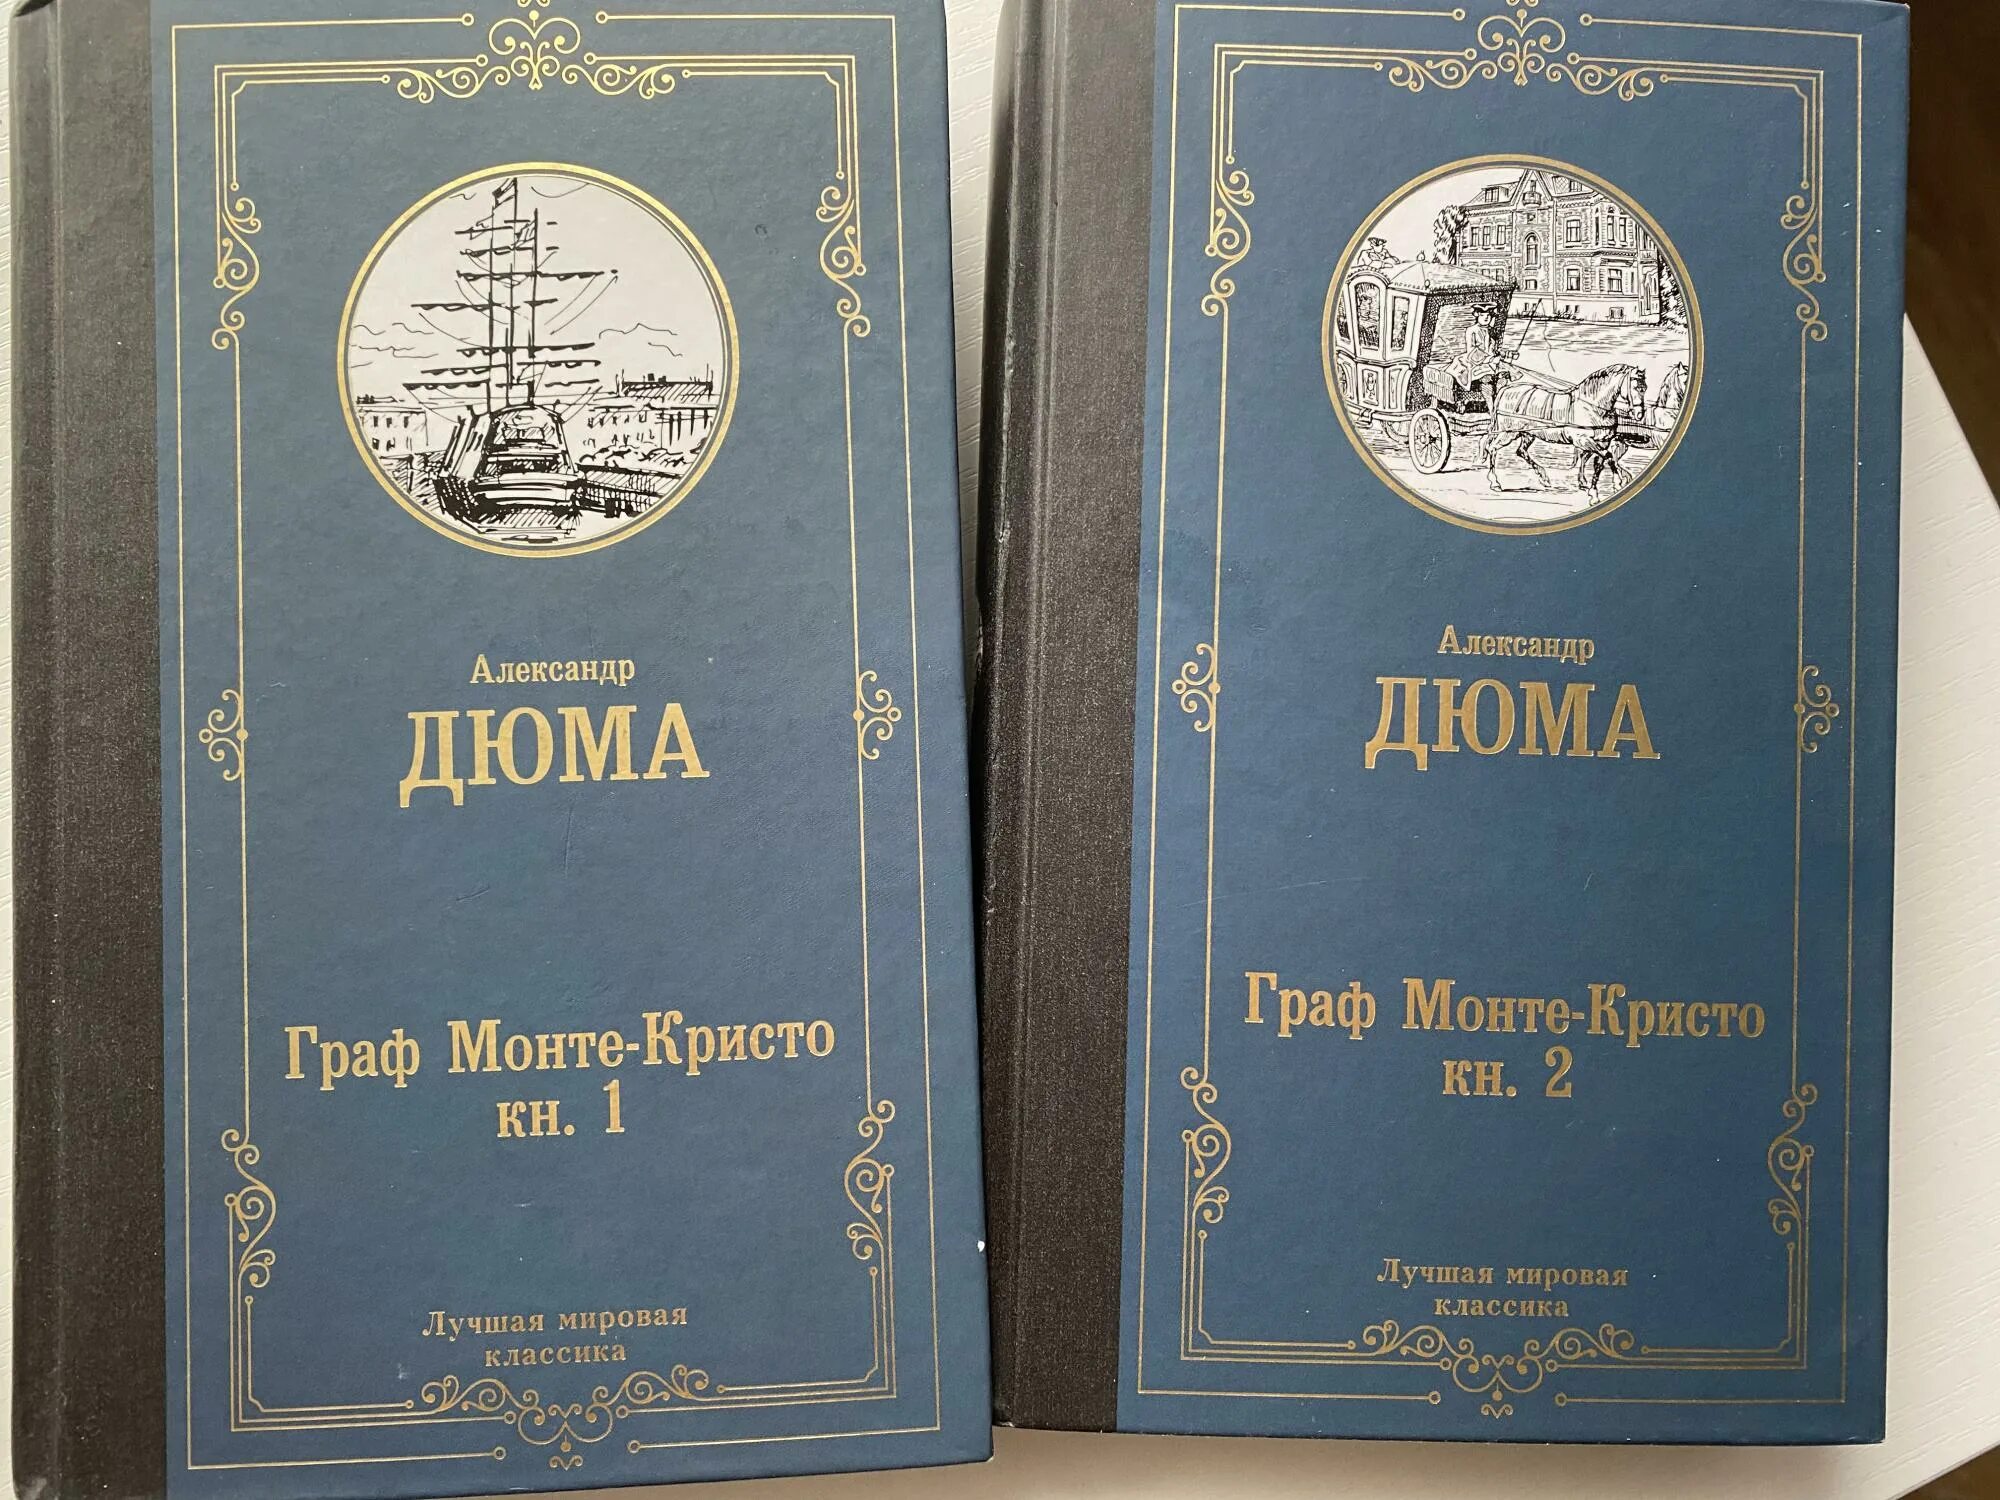 Александр
ДЮМА
Граф Монте-Кристо
кн. 1
Лучшая мировая
классика
Александр
ДЮМА
Граф Монте-Кристо
кн. 2
Лучшая мировая
классика